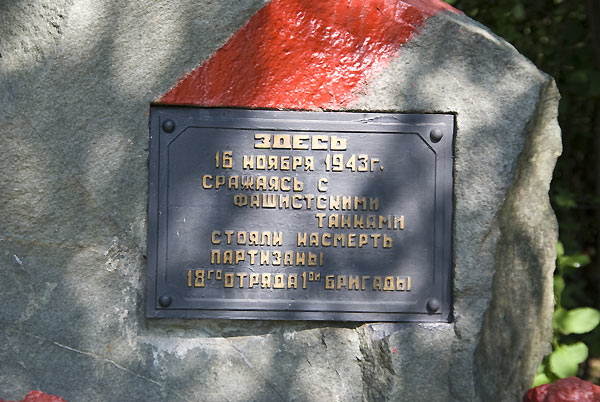 ЗДЕСЬ
16 НОЯБРЯ 1943г.
СРАЖАЯСЬ С
ФАШИСТСКИМИ
ТАНКАМИ
СТОЯЛИ НАСМЕРТЬ
ПАРТИЗАНЫ
18го ОТРЯДА 1ой БРИГАДЫ